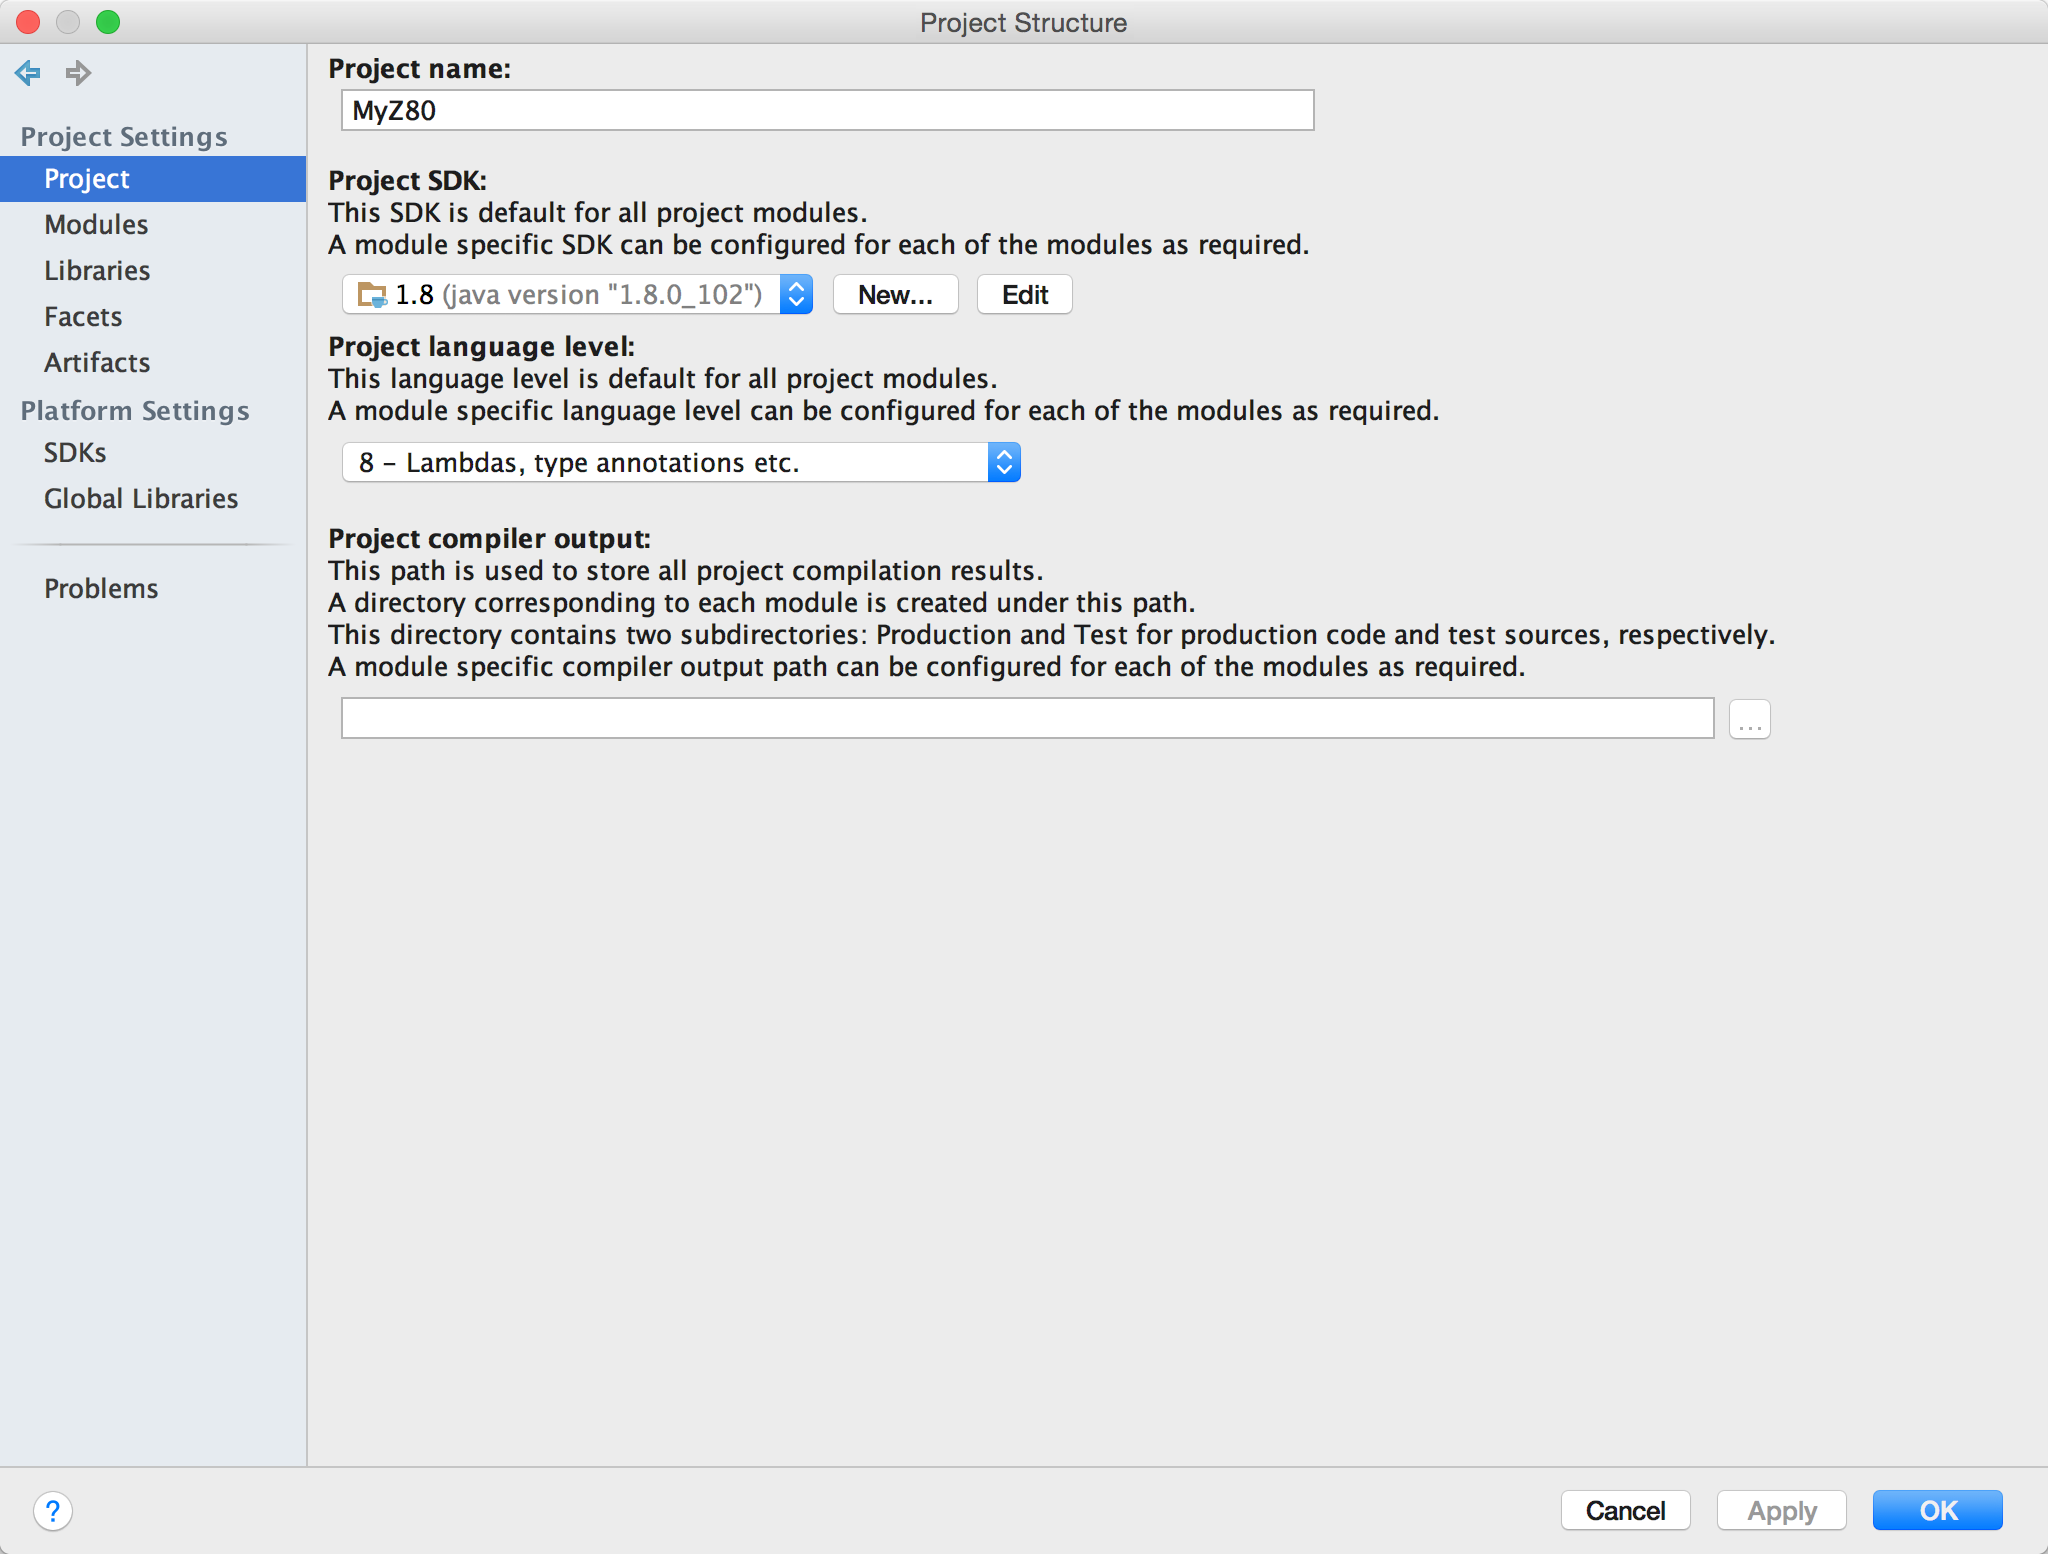 Project Structure
Project Settings
Project
Modules
Libraries
Facets
Artifacts
Platform Settings
SDKs
Global Libraries
Problems
Project name:
MyZ80
Project SDK:
This SDK is default for all project modules.
A module specific SDK can be configured for each of the modules as required.
1.8 (java version "1.8.0_102") New... Edit
Project language level:
This language level is default for all project modules.
A module specific language level can be configured for each of the modules as required.
8 – Lambdas, type annotations etc.
Project compiler output:
This path is used to store all project compilation results.
A directory corresponding to each module is created under this path.
This directory contains two subdirectories: Production and Test for production code and test sources, respectively.
A module specific compiler output path can be configured for each of the modules as required.
...
? Cancel Apply OK